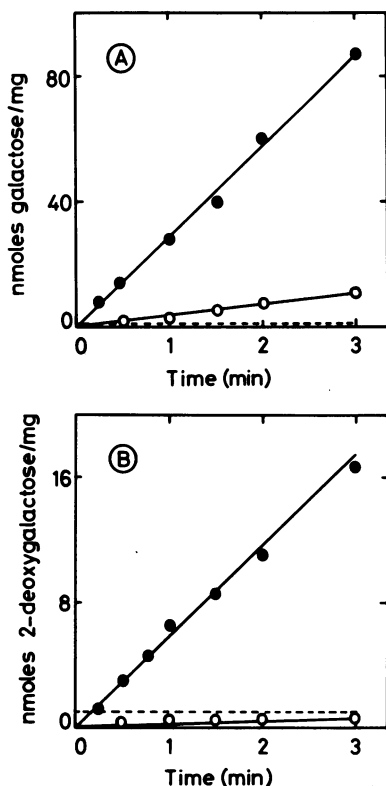 A
nmoles galactose/mg
80
40
0
0 1 2 3
Time (min)
B
nmoles 2-deoxygalactose/mg
16
8
0
0 1 2 3
Time (min)